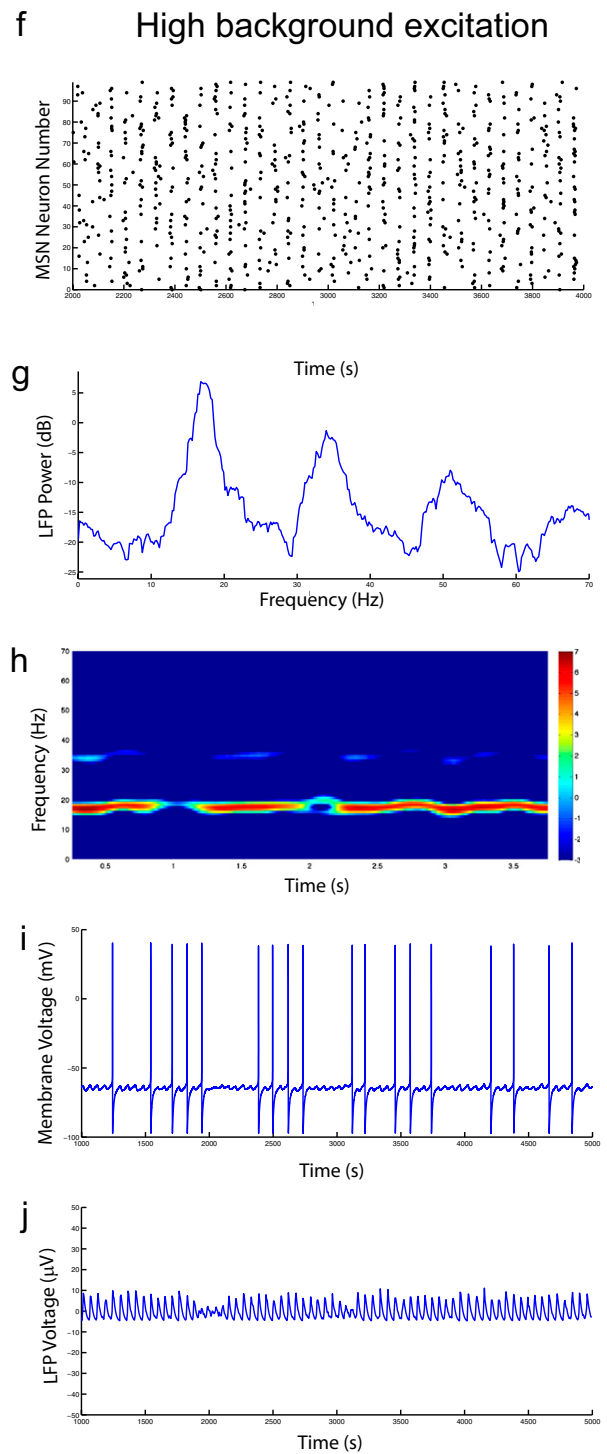 f High background excitation
MSN Neuron Number
90
80
70
60
50
40
30
20
10
0
2000 2200 2400 2600 2800 3000 3200 3400 3600 3800 4000
Time (s)
g
LFP Power (dB)
5
0
−5
−10
−15
−20
−25
0 10 20 30 40 50 60 70
Frequency (Hz)
h
Frequency (Hz)
70
60
50
40
30
20
10
0
0.5 1 1.5 2 2.5 3 3.5
7
6
5
4
3
2
1
0
-1
-2
-3
Time (s)
i
Membrane Voltage (mV)
50
0
−50
−100
1000 1500 2000 2500 3000 3500 4000 4500 5000
Time (s)
j
LFP Voltage (μV)
50
40
30
20
10
0
−10
−20
−30
−40
−50
1000 1500 2000 2500 3000 3500 4000 4500 5000
Time (s)